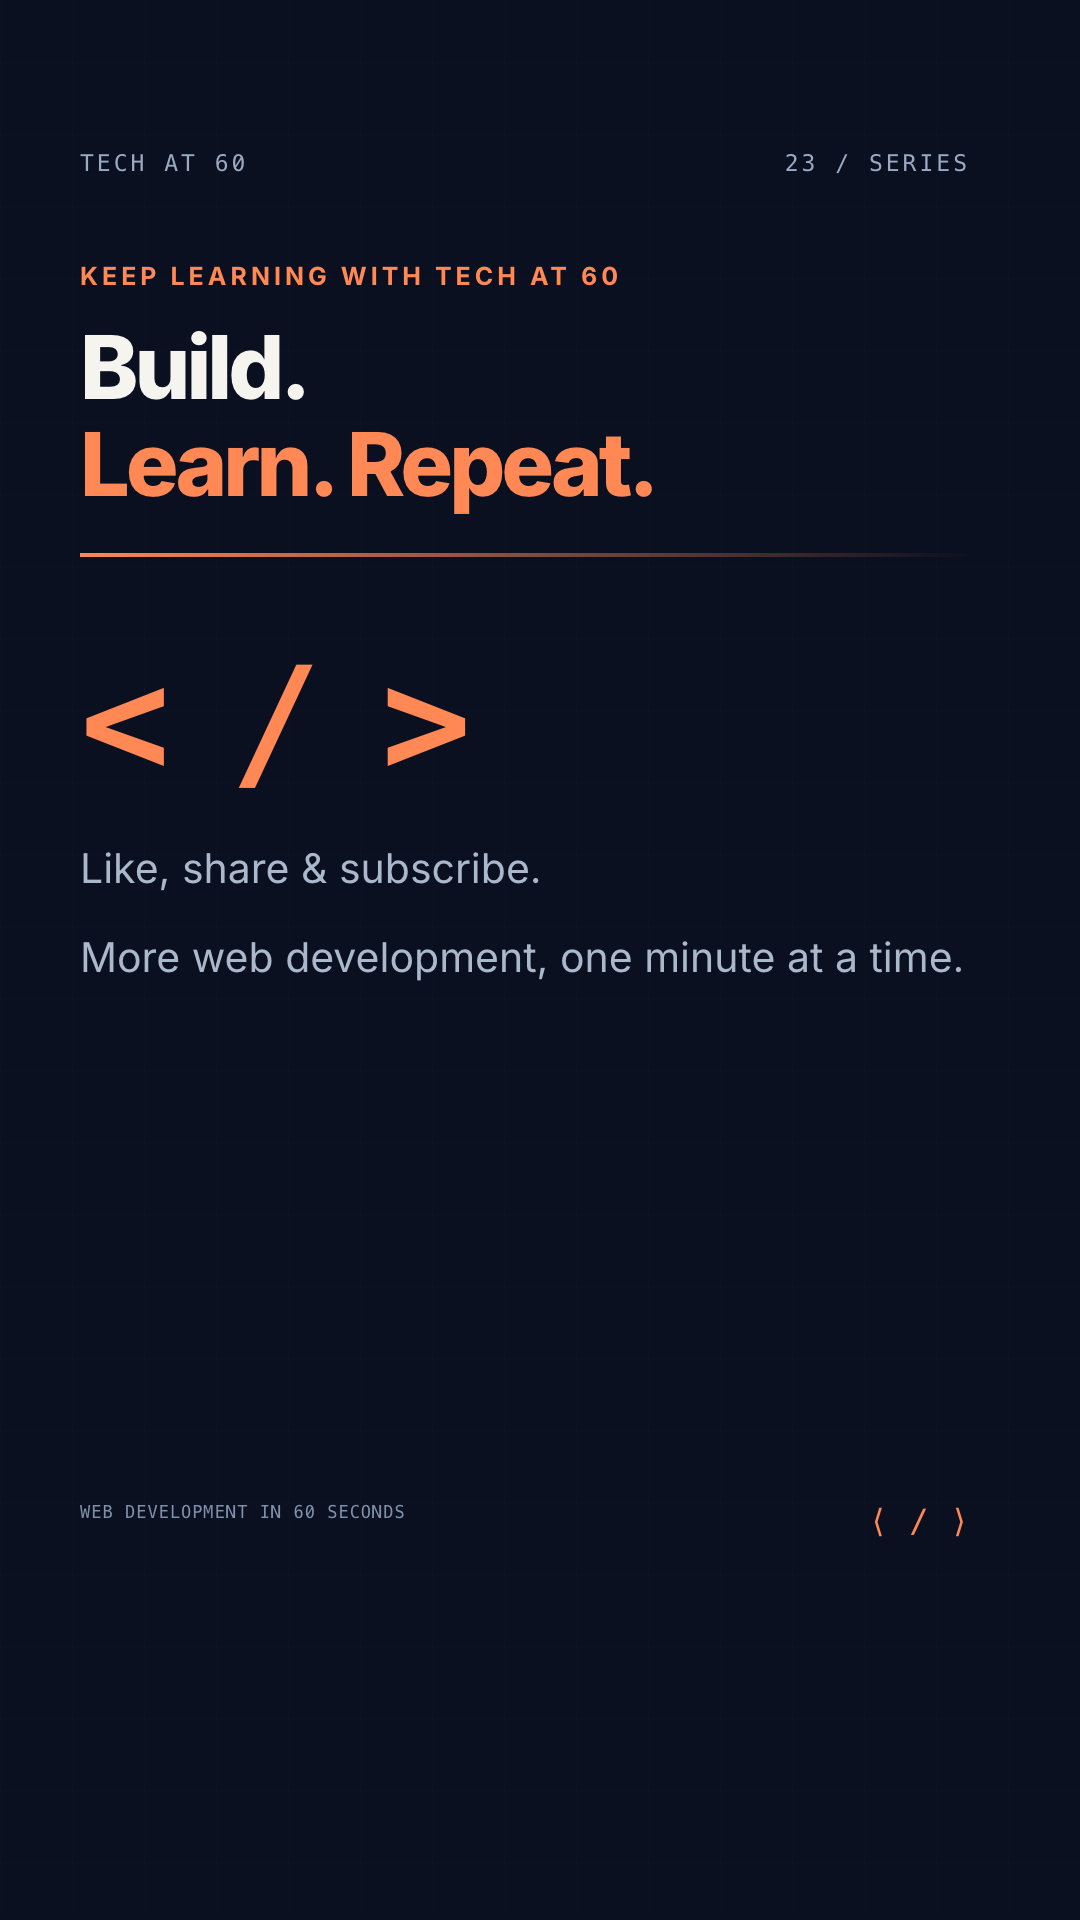 TECH AT 60
23 / SERIES
KEEP LEARNING WITH TECH AT 60
Build.
Learn. Repeat.
< / >
Like, share & subscribe.
More web development, one minute at a time.
WEB DEVELOPMENT IN 60 SECONDS
⟨ / ⟩